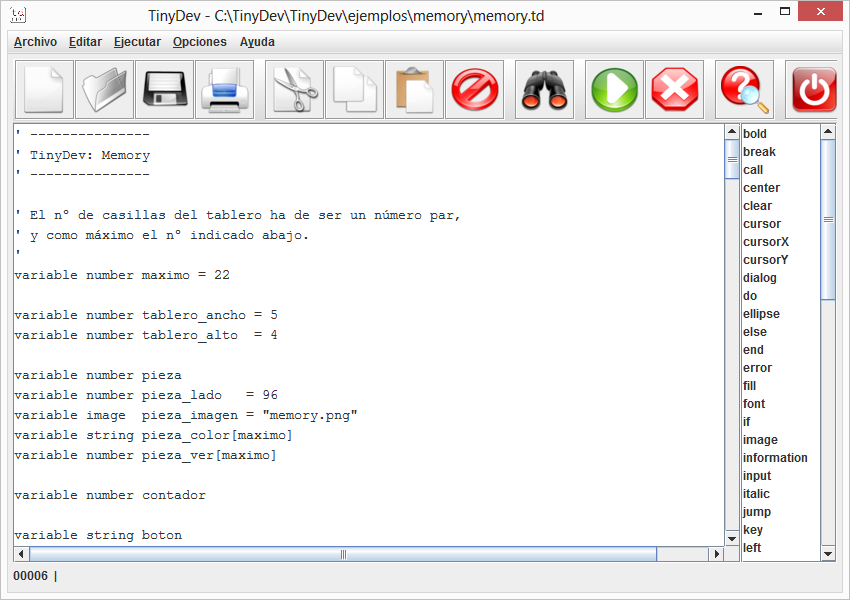 TinyDev - C:\TinyDev\TinyDev\ejemplos\memory\memory.td
Archivo Editar Ejecutar Opciones Ayuda
' ---------------
' TinyDev: Memory
' ---------------
' El nº de casillas del tablero ha de ser un número par,
' y como máximo el nº indicado abajo.
'
variable number maximo = 22
variable number tablero_ancho = 5
variable number tablero_alto  = 4
variable number pieza
variable number pieza_lado   = 96
variable image  pieza_imagen = "memory.png"
variable string pieza_color[maximo]
variable number pieza_ver[maximo]
variable number contador
variable string boton
bold
break
call
center
clear
cursor
cursorX
cursorY
dialog
do
ellipse
else
end
error
fill
font
if
image
information
input
italic
jump
key
left
00006 |